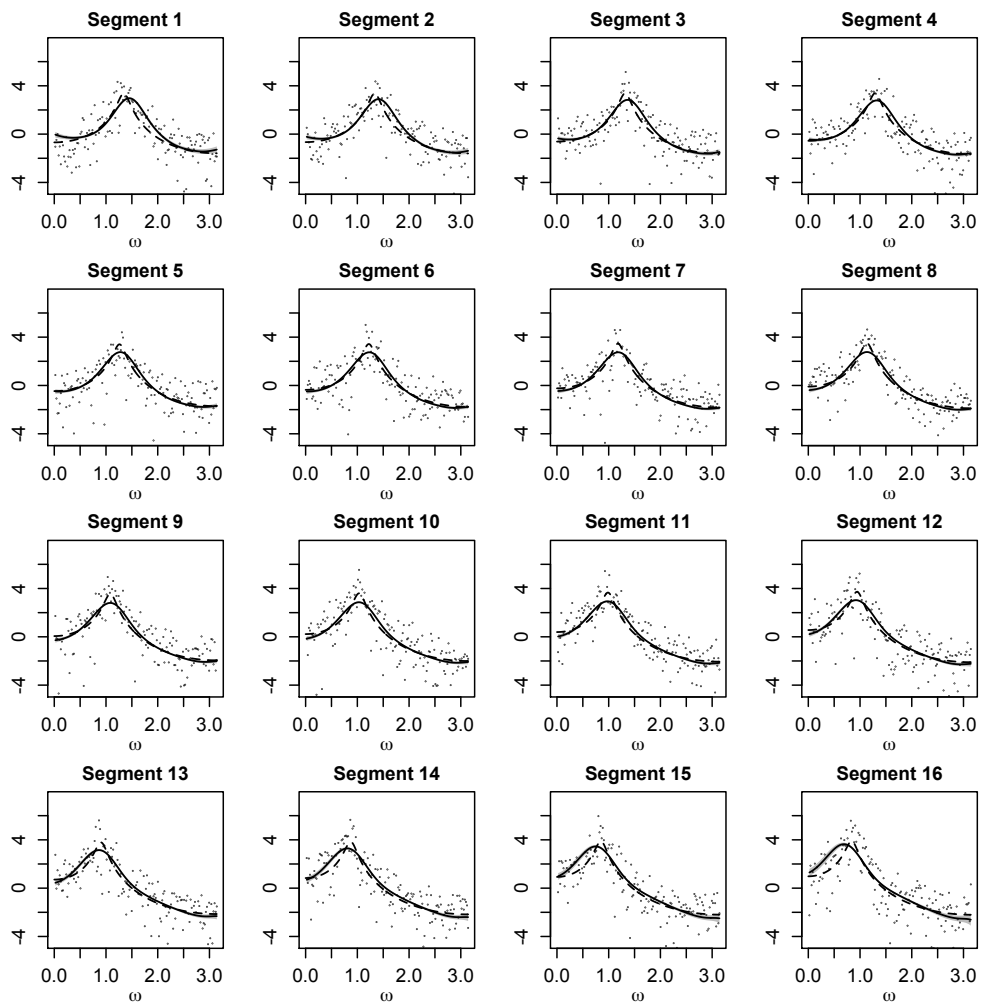 Segment 1 Segment 2 Segment 3 Segment 4
4 4 4 4
0 0 0 0
-4 -4 -4 -4
0.0 1.0 2.0 3.0 0.0 1.0 2.0 3.0 0.0 1.0 2.0 3.0 0.0 1.0 2.0 3.0
ω ω ω ω
Segment 5 Segment 6 Segment 7 Segment 8
4 4 4 4
0 0 0 0
-4 -4 -4 -4
0.0 1.0 2.0 3.0 0.0 1.0 2.0 3.0 0.0 1.0 2.0 3.0 0.0 1.0 2.0 3.0
ω ω ω ω
Segment 9 Segment 10 Segment 11 Segment 12
4 4 4 4
0 0 0 0
-4 -4 -4 -4
0.0 1.0 2.0 3.0 0.0 1.0 2.0 3.0 0.0 1.0 2.0 3.0 0.0 1.0 2.0 3.0
ω ω ω ω
Segment 13 Segment 14 Segment 15 Segment 16
4 4 4 4
0 0 0 0
-4 -4 -4 -4
0.0 1.0 2.0 3.0 0.0 1.0 2.0 3.0 0.0 1.0 2.0 3.0 0.0 1.0 2.0 3.0
ω ω ω ω